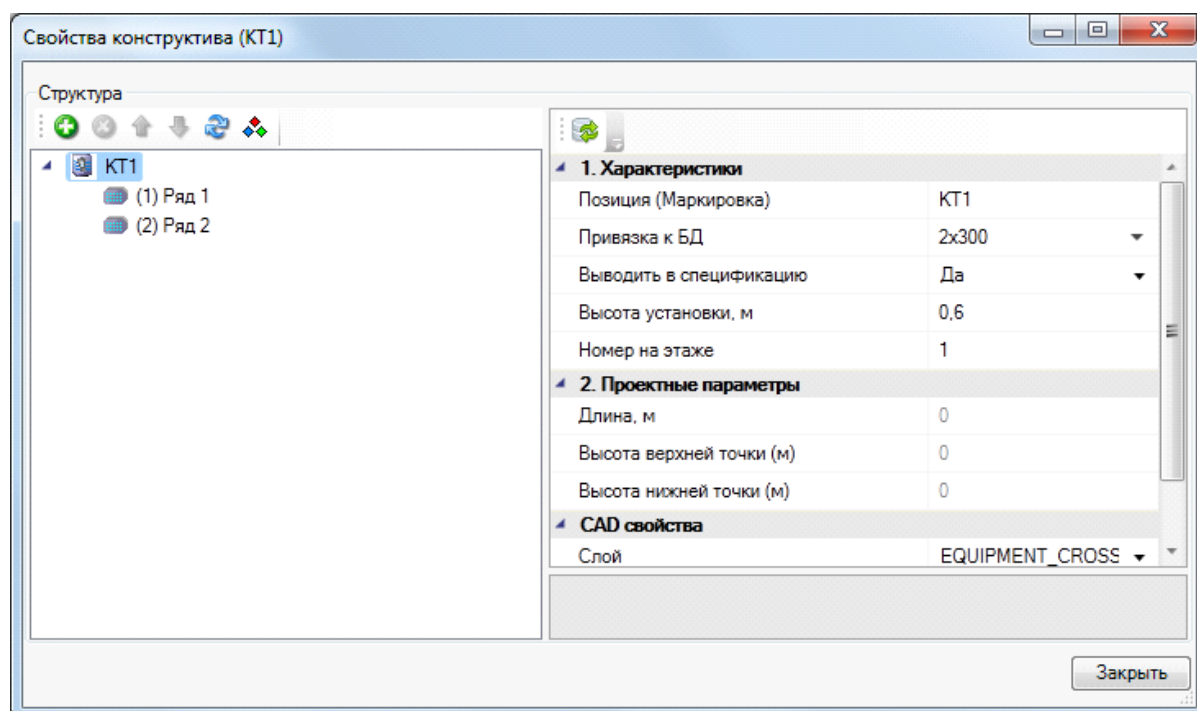 Свойства конструктива (КТ1)
Структура
КТ1
(1) Ряд 1
(2) Ряд 2
1. Характеристики
Позиция (Маркировка) КТ1
Привязка к БД 2x300
Выводить в спецификацию Да
Высота установки, м 0,6
Номер на этаже 1
2. Проектные параметры
Длина, м 0
Высота верхней точки (м) 0
Высота нижней точки (м) 0
CAD свойства
Слой EQUIPMENT_CROSS
Закрыть